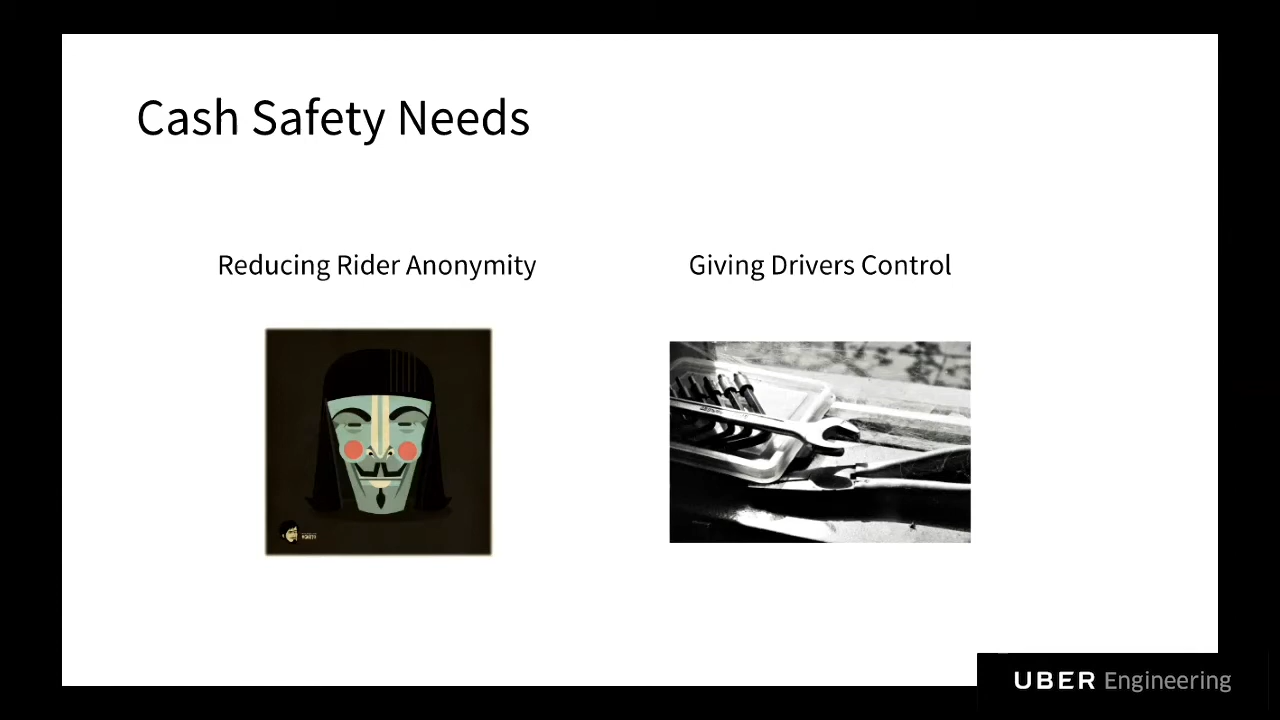 Cash Safety Needs
Reducing Rider Anonymity
Giving Drivers Control
UBER Engineering